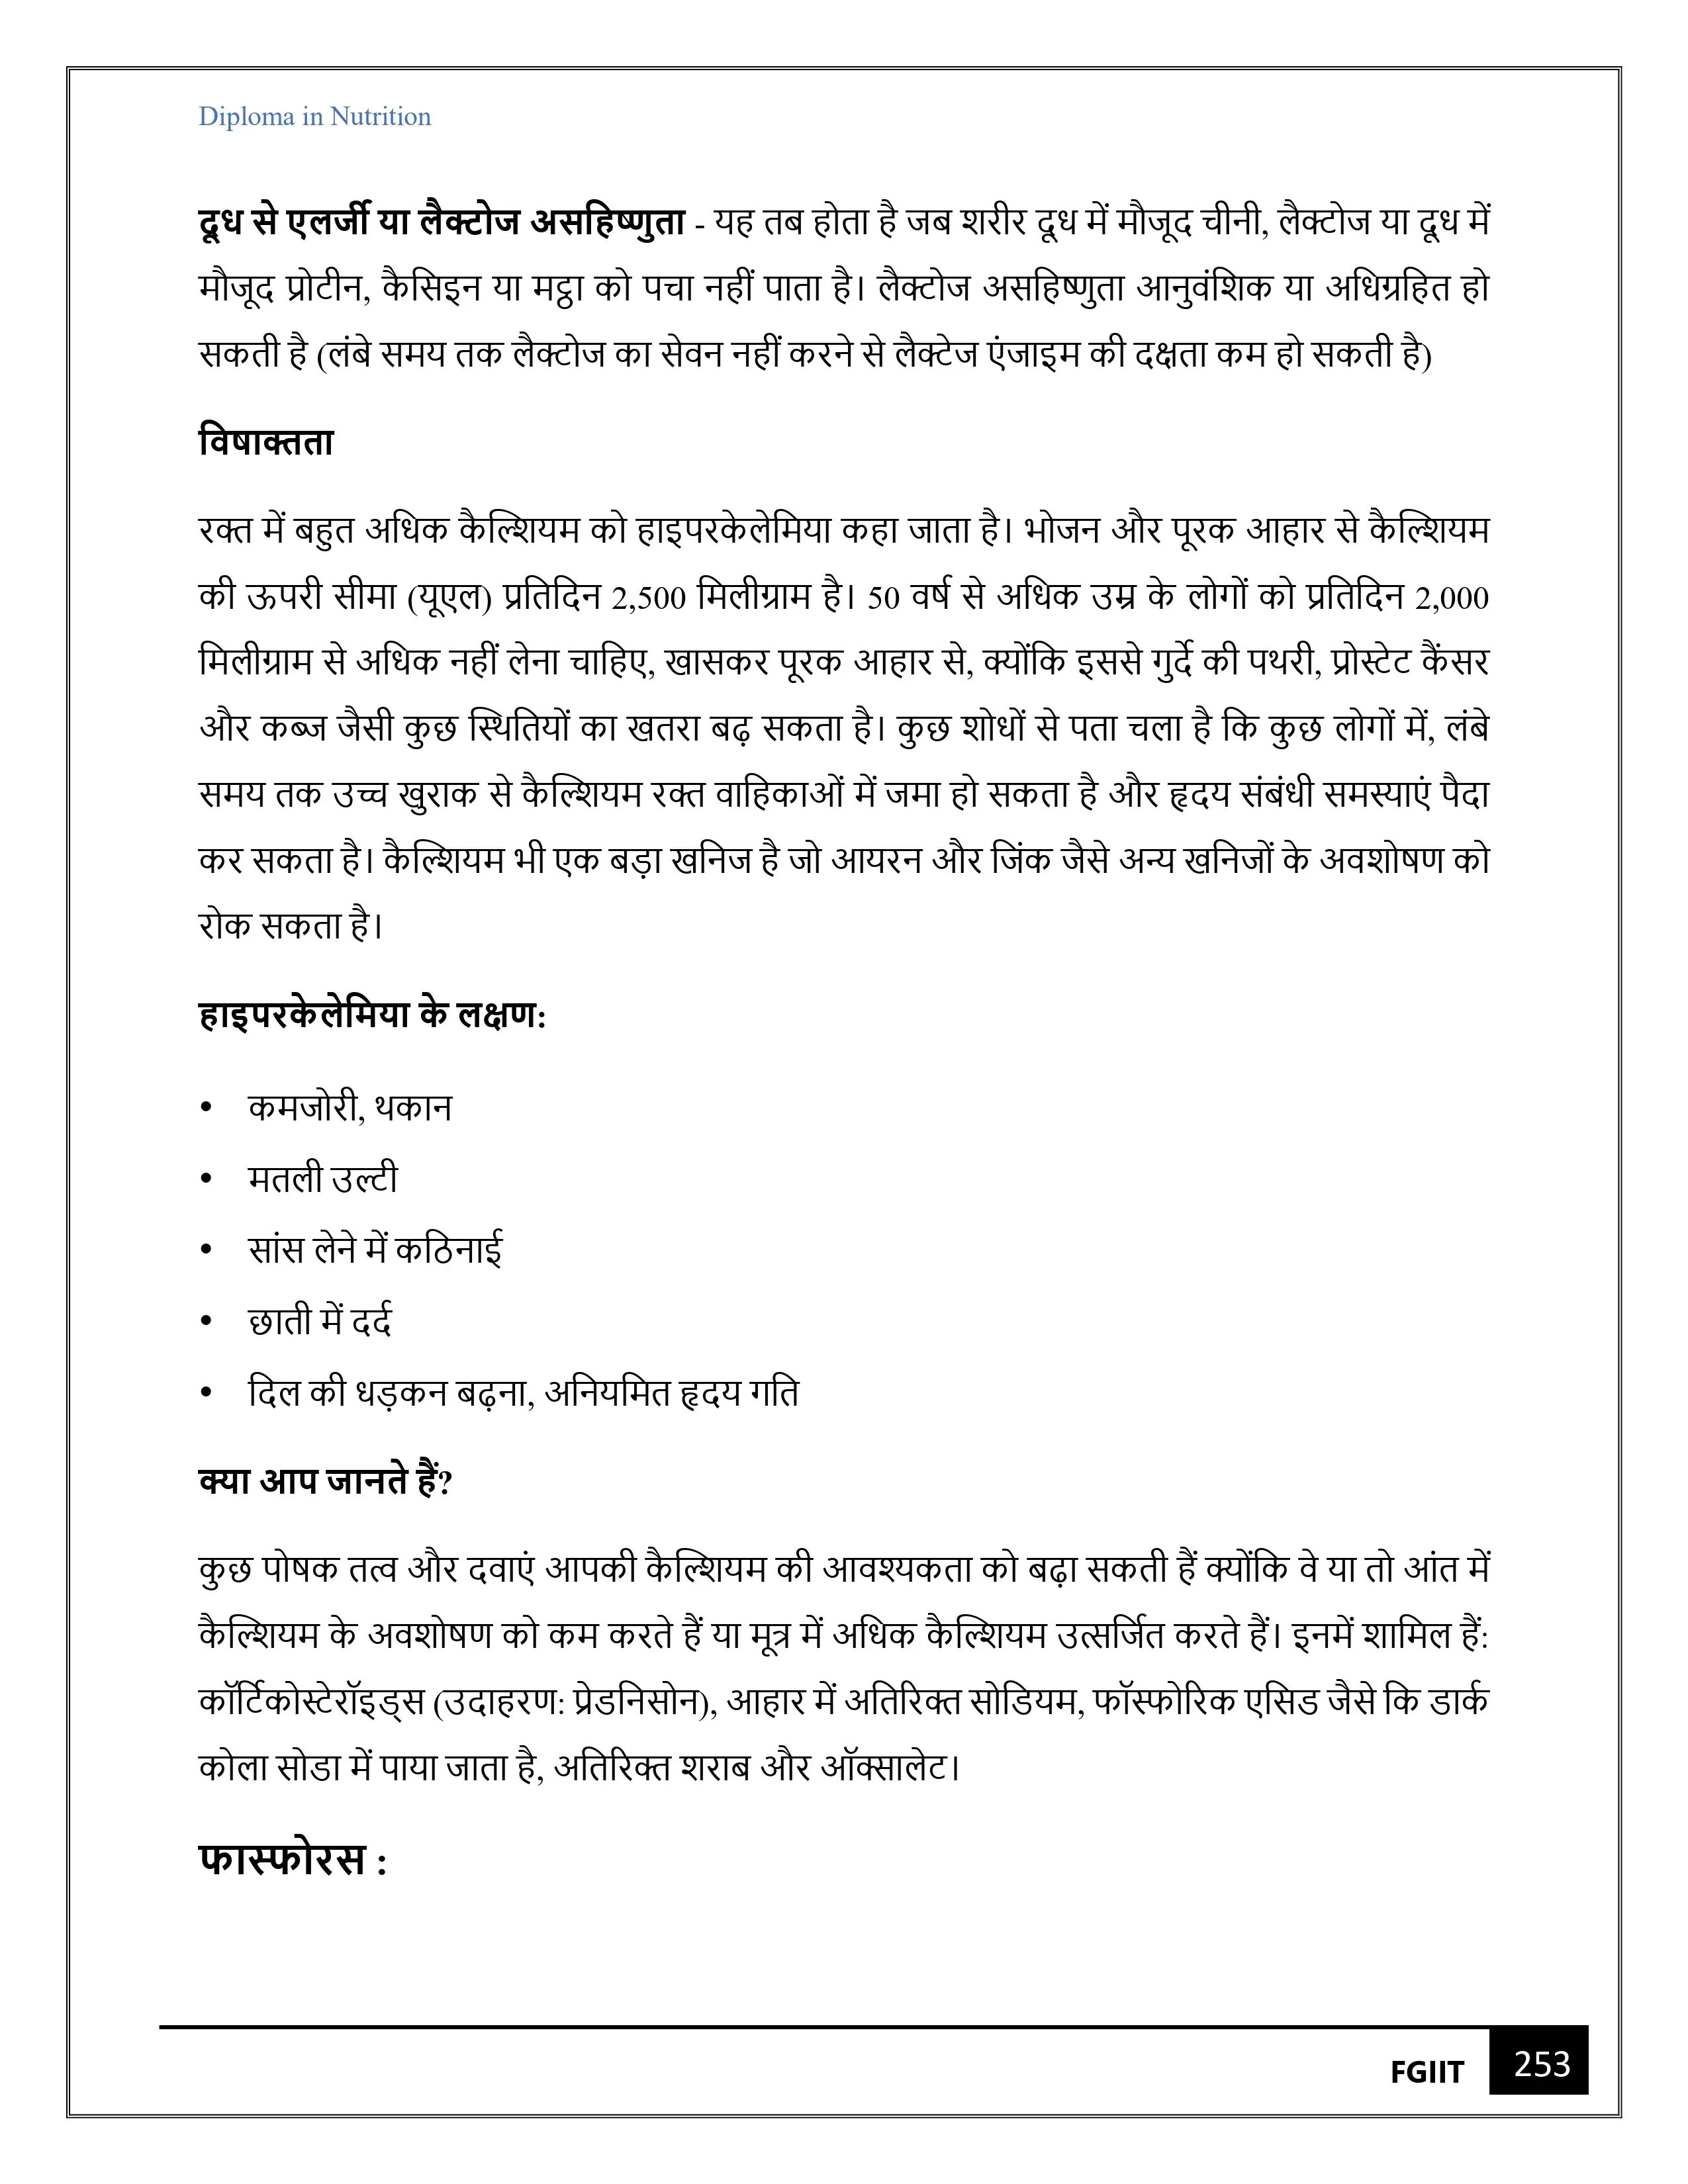 Diploma in Nutrition
दूध से एलर्जी या लैक्टोज असहिष्णुता - यह तब होता है जब शरीर दूध में मौजूद चीनी, लैक्टोज या दूध में
मौजूद प्रोटीन, कैसिइन या मट्ठा को पचा नहीं पाता है। लैक्टोज असहिष्णुता आनुवंशिक या अधिग्रहित हो
सकती है (लंबे समय तक लैक्टोज का सेवन नहीं करने से लैक्टेज एंजाइम की दक्षता कम हो सकती है)
विषाक्तता
रक्त में बहुत अधिक कैल्शियम को हाइपरकेलेमिया कहा जाता है। भोजन और पूरक आहार से कैल्शियम
की ऊपरी सीमा (यूएल) प्रतिदिन 2,500 मिलीग्राम है। 50 वर्ष से अधिक उम्र के लोगों को प्रतिदिन 2,000
मिलीग्राम से अधिक नहीं लेना चाहिए, खासकर पूरक आहार से, क्योंकि इससे गुर्दे की पथरी, प्रोस्टेट कैंसर
और कब्ज जैसी कुछ स्थितियों का खतरा बढ़ सकता है। कुछ शोधों से पता चला है कि कुछ लोगों में, लंबे
समय तक उच्च खुराक से कैल्शियम रक्त वाहिकाओं में जमा हो सकता है और हृदय संबंधी समस्याएं पैदा
कर सकता है। कैल्शियम भी एक बड़ा खनिज है जो आयरन और जिंक जैसे अन्य खनिजों के अवशोषण को
रोक सकता है।
हाइपरकेलेमिया के लक्षण:
• कमजोरी, थकान
• मतली उल्टी
• सांस लेने में कठिनाई
• छाती में दर्द
• दिल की धड़कन बढ़ना, अनियमित हृदय गति
क्या आप जानते हैं?
कुछ पोषक तत्व और दवाएं आपकी कैल्शियम की आवश्यकता को बढ़ा सकती हैं क्योंकि वे या तो आंत में
कैल्शियम के अवशोषण को कम करते हैं या मूत्र में अधिक कैल्शियम उत्सर्जित करते हैं। इनमें शामिल हैं:
कॉर्टिकोस्टेरॉइड्स (उदाहरण: प्रेडनिसोन), आहार में अतिरिक्त सोडियम, फॉस्फोरिक एसिड जैसे कि डार्क
कोला सोडा में पाया जाता है, अतिरिक्त शराब और ऑक्सालेट।
फास्फोरस :
FGIIT 253